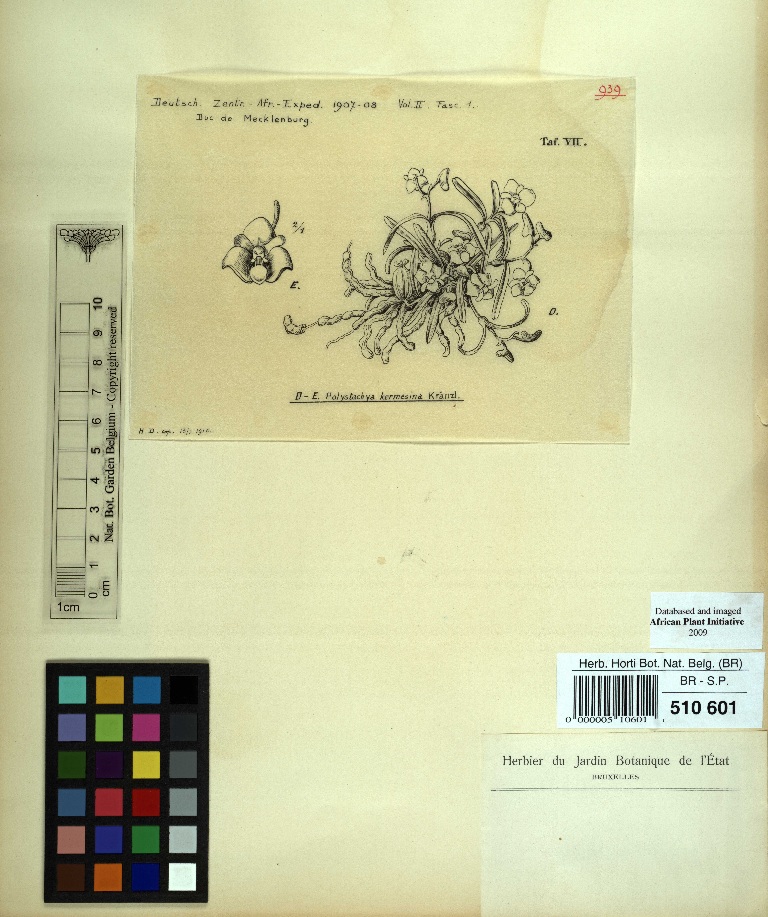 939
Deutsch. Zentr.-Afr.-Exped. 1907-08 Vol. II. Fasc. 1.
Duc de Mecklenburg.
Taf. VII.
2/1
E.
D.
D-E. Polystachya kermesina Kränzl.
10
9
8
7
6
5
4
3
2
1
0
cm
1cm
Nat. Bot. Garden Belgium - Copyright reserved
Databased and imaged
African Plant Initiative
2009
Herb. Horti Bot. Nat. Belg. (BR)
BR - S.P.
510 601
0 000005 10601
Herbier du Jardin Botanique de l'État
BRUXELLES